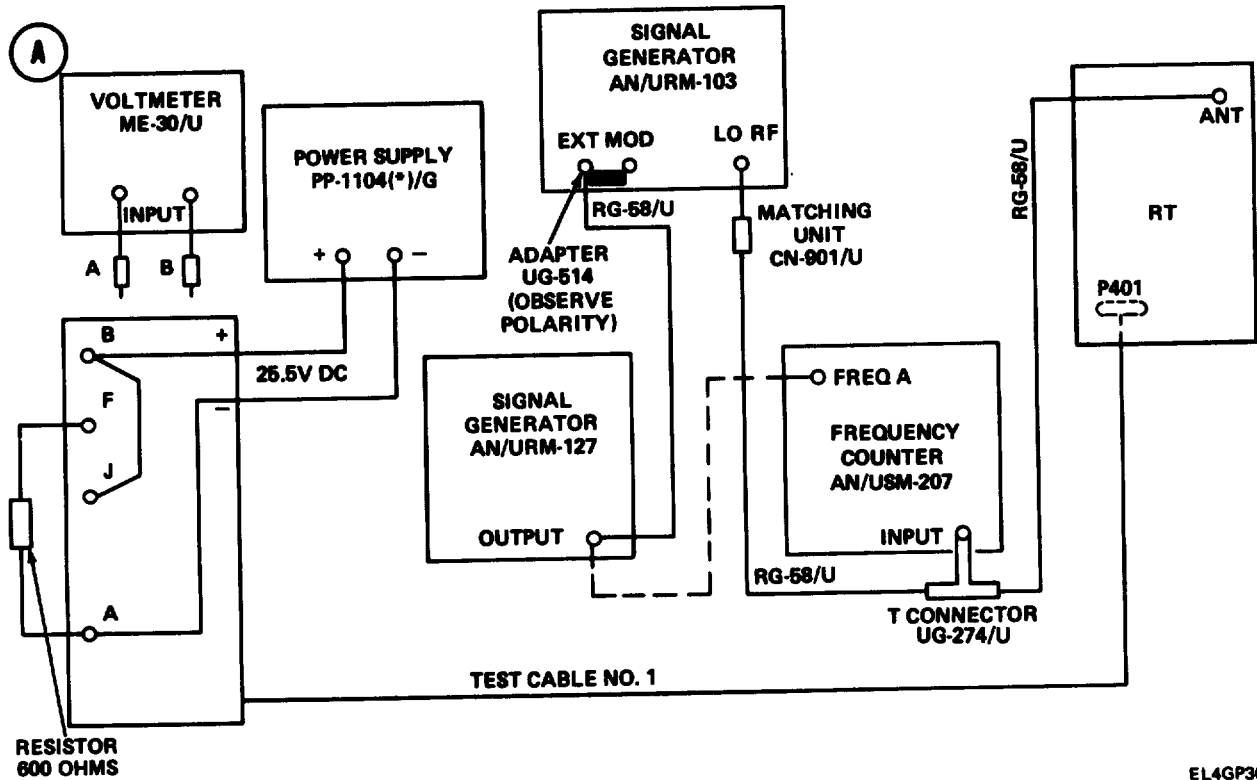 A
VOLTMETER
ME-30/U
INPUT
A
B
POWER SUPPLY
PP-1104(*)/G
+
−
SIGNAL
GENERATOR
AN/URM-103
EXT MOD
LO RF
RG-58/U
ADAPTER
UG-514
(OBSERVE
POLARITY)
MATCHING
UNIT
CN-901/U
RG-58/U
ANT
RT
P401
B
+
25.5V DC
F
−
J
A
RESISTOR
600 OHMS
SIGNAL
GENERATOR
AN/URM-127
OUTPUT
FREQ A
FREQUENCY
COUNTER
AN/USM-207
INPUT
RG-58/U
T CONNECTOR
UG-274/U
TEST CABLE NO. 1